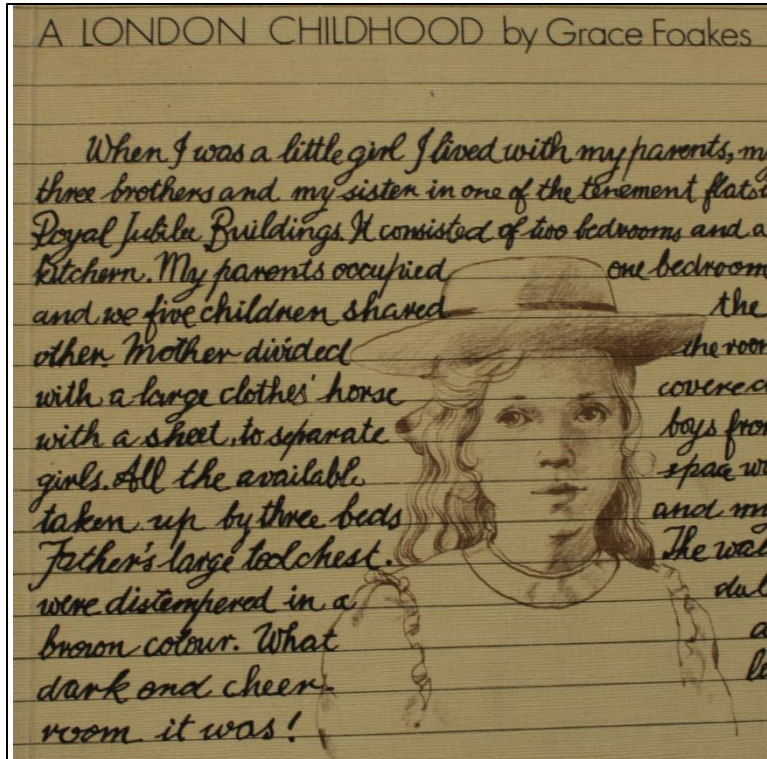 A LONDON CHILDHOOD by Grace Foakes
When I was a little girl I lived with my parents, my
three brothers and my sister in one of the tenement flats
Royal Jubilee Buildings. It consisted of two bedrooms and a
kitchern. My parents occupied one bedroom
and we five children shared the
other. Mother divided the room
with a large clothes' horse covered
with a sheet, to separate boys from
girls. All the available space
taken up by three beds and my
Father's large toolchest. The
were distempered in a
brown colour. What a
dark and cheer-
room it was!